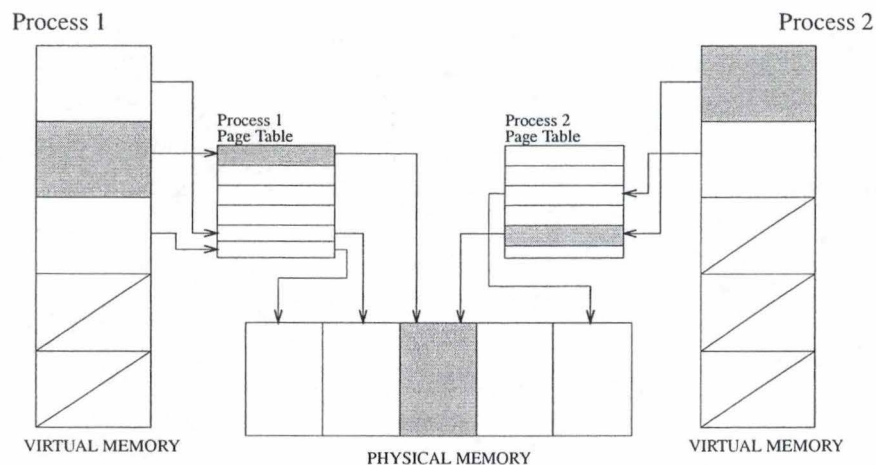 Process 1
Process 2
Process 1
Page Table
Process 2
Page Table
VIRTUAL MEMORY
PHYSICAL MEMORY
VIRTUAL MEMORY